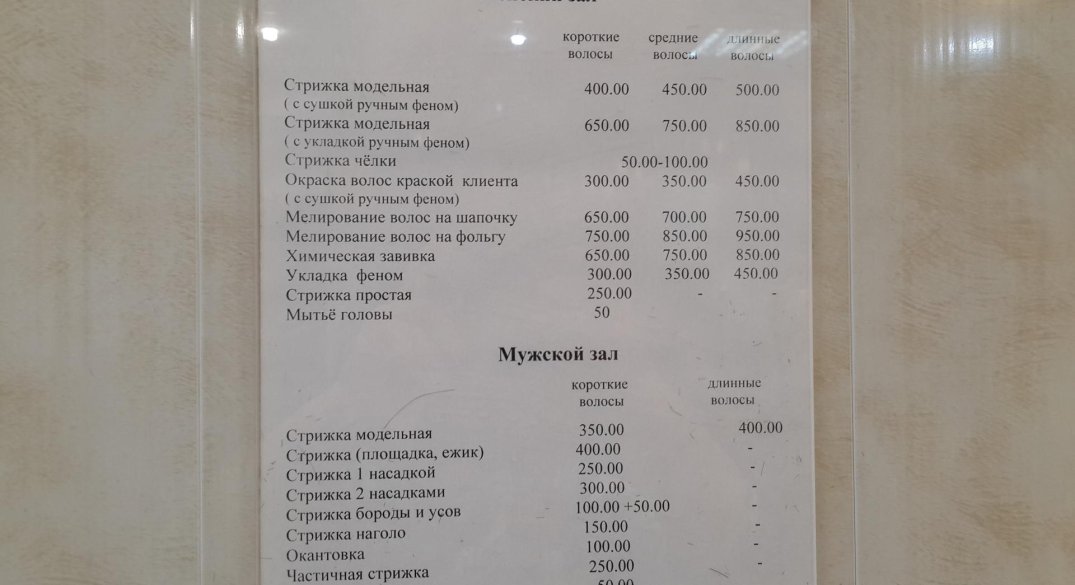 зал
короткие средние длинные
волосы волосы волосы
Стрижка модельная 400.00 450.00 500.00
( с сушкой ручным феном)
Стрижка модельная 650.00 750.00 850.00
( с укладкой ручным феном)
Стрижка чёлки 50.00-100.00
Окраска волос краской клиента 300.00 350.00 450.00
( с сушкой ручным феном)
Мелирование волос на шапочку 650.00 700.00 750.00
Мелирование волос на фольгу 750.00 850.00 950.00
Химическая завивка 650.00 750.00 850.00
Укладка феном 300.00 350.00 450.00
Стрижка простая 250.00 - -
Мытьё головы 50
Мужской зал
короткие длинные
волосы волосы
Стрижка модельная 350.00 400.00
Стрижка (площадка, ежик) 400.00 -
Стрижка 1 насадкой 250.00 -
Стрижка 2 насадками 300.00 -
Стрижка бороды и усов 100.00 +50.00 -
Стрижка наголо 150.00 -
Окантовка 100.00 -
Частичная стрижка 250.00 -
50.00